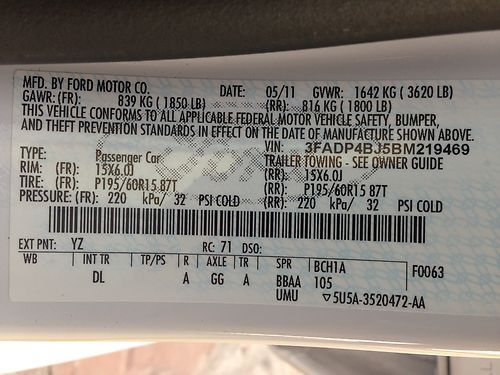 MFD. BY FORD MOTOR CO.
DATE: 05/11 GVWR: 1642 KG ( 3620 LB)
GAWR: (FR): 839 KG ( 1850 LB) (RR): 816 KG ( 1800 LB)
THIS VEHICLE CONFORMS TO ALL APPLICABLE FEDERAL MOTOR VEHICLE SAFETY, BUMPER,
AND THEFT PREVENTION STANDARDS IN EFFECT ON THE DATE OF MANUFACTURE SHOWN ABOVE.
VIN: 3FADP4BJ5BM219469
TYPE: Passenger Car TRAILER TOWING - SEE OWNER GUIDE
RIM: (FR): 15X6.0J (RR): 15X6.0J
TIRE: (FR): P195/60R15 87T (RR): P195/60R15 87T
PRESSURE: (FR): 220 kPa/ 32 PSI COLD (RR): 220 kPa/ 32 PSI COLD
EXT PNT: YZ RC: 71 DSO:
WB INT TR TP/PS R AXLE TR SPR BCH1A F0063
DL A GG A BBAA 105
UMU ▽5U5A-3520472-AA